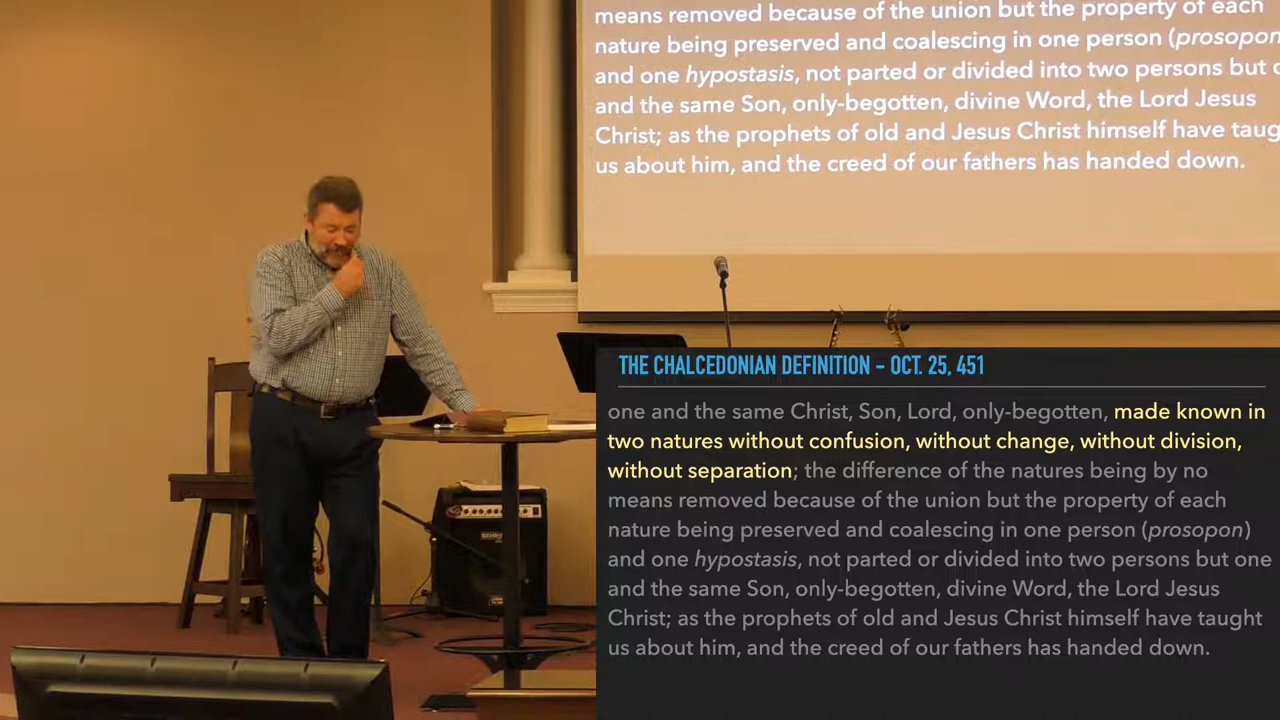 means removed because of the union but the property of each
nature being preserved and coalescing in one person (prosopon
and one hypostasis, not parted or divided into two persons but
and the same Son, only-begotten, divine Word, the Lord Jesus
Christ; as the prophets of old and Jesus Christ himself have taug
us about him, and the creed of our fathers has handed down.
THE CHALCEDONIAN DEFINITION – OCT. 25, 451
one and the same Christ, Son, Lord, only-begotten, made known in
two natures without confusion, without change, without division,
without separation; the difference of the natures being by no
means removed because of the union but the property of each
nature being preserved and coalescing in one person (prosopon)
and one hypostasis, not parted or divided into two persons but one
and the same Son, only-begotten, divine Word, the Lord Jesus
Christ; as the prophets of old and Jesus Christ himself have taught
us about him, and the creed of our fathers has handed down.